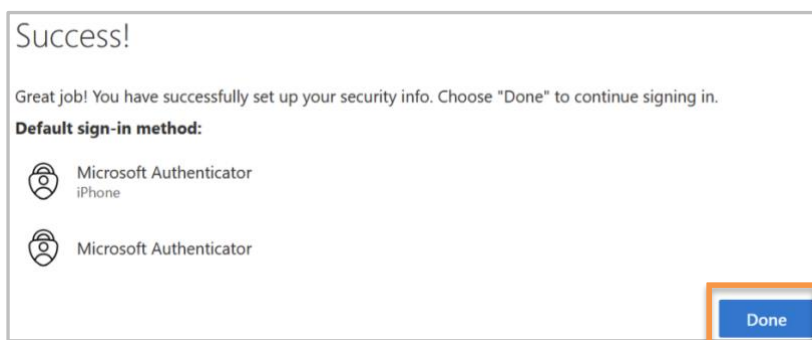 Success!
Great job! You have successfully set up your security info. Choose "Done" to continue signing in.
Default sign-in method:
Microsoft Authenticator
iPhone
Microsoft Authenticator
Done